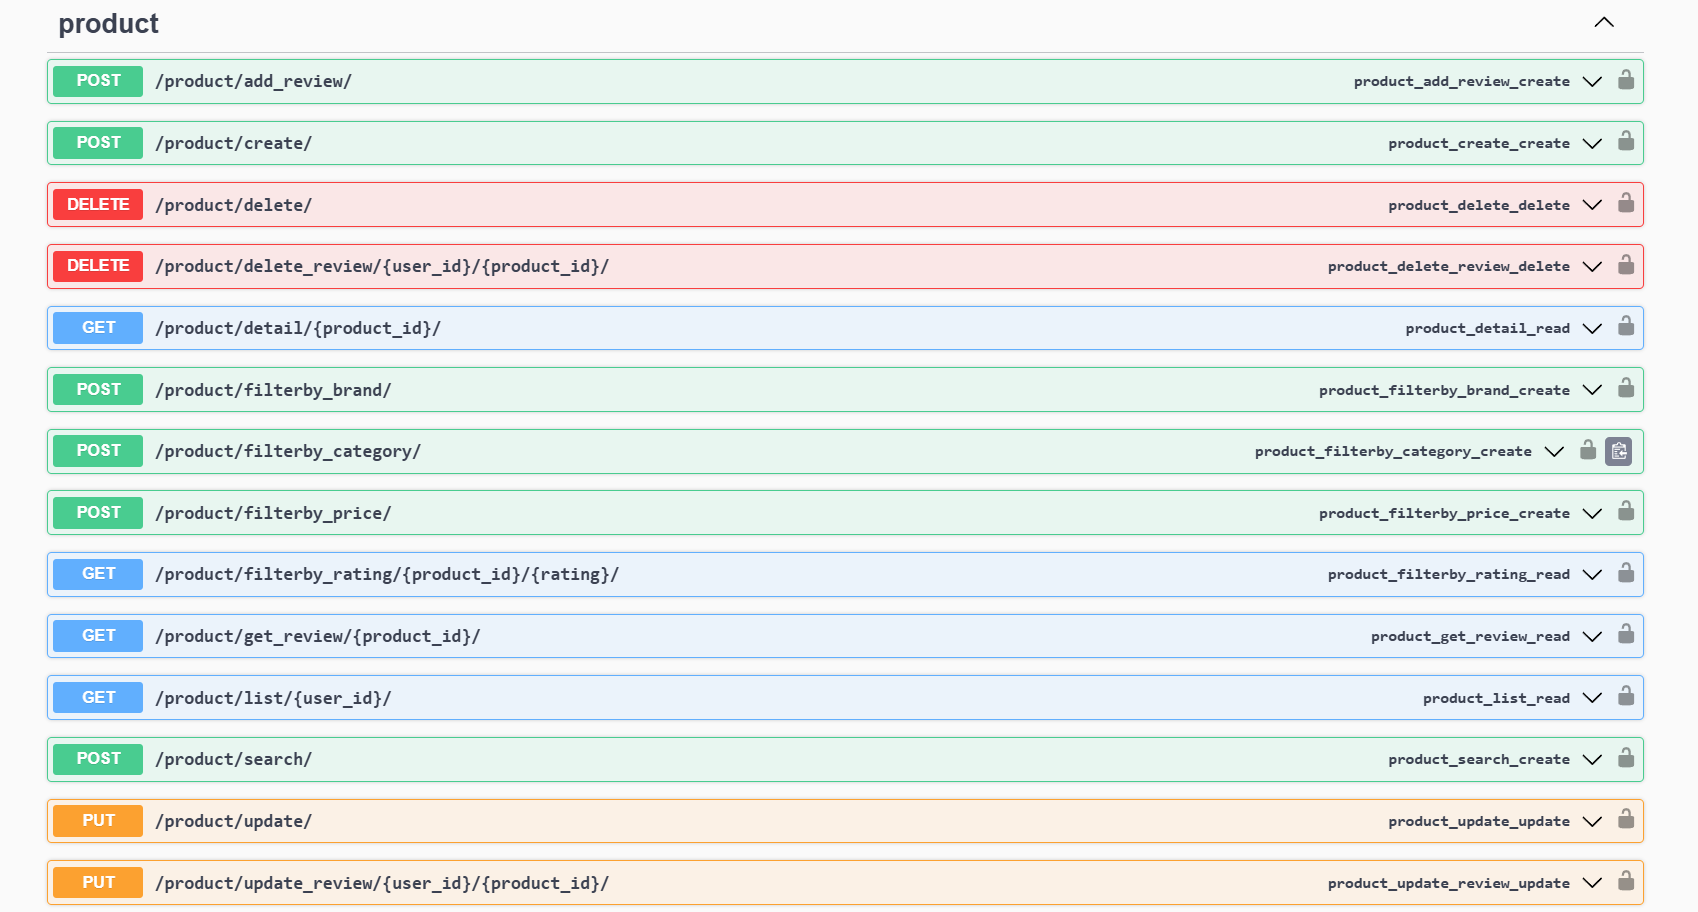 product
POST /product/add_review/ product_add_review_create
POST /product/create/ product_create_create
DELETE /product/delete/ product_delete_delete
DELETE /product/delete_review/{user_id}/{product_id}/ product_delete_review_delete
GET /product/detail/{product_id}/ product_detail_read
POST /product/filterby_brand/ product_filterby_brand_create
POST /product/filterby_category/ product_filterby_category_create
POST /product/filterby_price/ product_filterby_price_create
GET /product/filterby_rating/{product_id}/{rating}/ product_filterby_rating_read
GET /product/get_review/{product_id}/ product_get_review_read
GET /product/list/{user_id}/ product_list_read
POST /product/search/ product_search_create
PUT /product/update/ product_update_update
PUT /product/update_review/{user_id}/{product_id}/ product_update_review_update